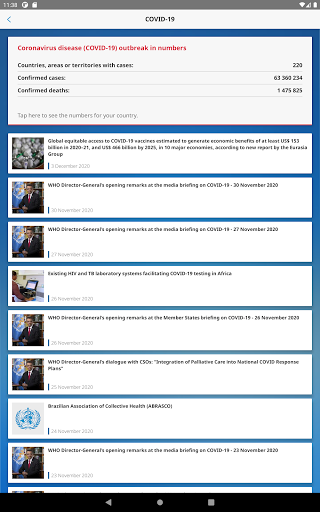 11:38
COVID-19
Coronavirus disease (COVID-19) outbreak in numbers
Countries, areas or territories with cases: 220
Confirmed cases: 63 360 234
Confirmed deaths: 1 475 825
Tap here to see the numbers for your country.
Global equitable access to COVID-19 vaccines estimated to generate economic benefits of at least US$ 153
billion in 2020–21, and US$ 466 billion by 2025, in 10 major economies, according to new report by the Eurasia
Group
3 December 2020
WHO Director-General's opening remarks at the media briefing on COVID-19 - 30 November 2020
30 November 2020
WHO Director-General's opening remarks at the media briefing on COVID-19 - 27 November 2020
27 November 2020
Existing HIV and TB laboratory systems facilitating COVID-19 testing in Africa
26 November 2020
WHO Director-General's opening remarks at the Member States briefing on COVID-19 - 26 November 2020
26 November 2020
WHO Director-General's dialogue with CSOs: "Integration of Palliative Care into National COVID Response
Plans"
25 November 2020
Brazilian Association of Collective Health (ABRASCO)
24 November 2020
WHO Director-General's opening remarks at the media briefing on COVID-19 - 23 November 2020
23 November 2020